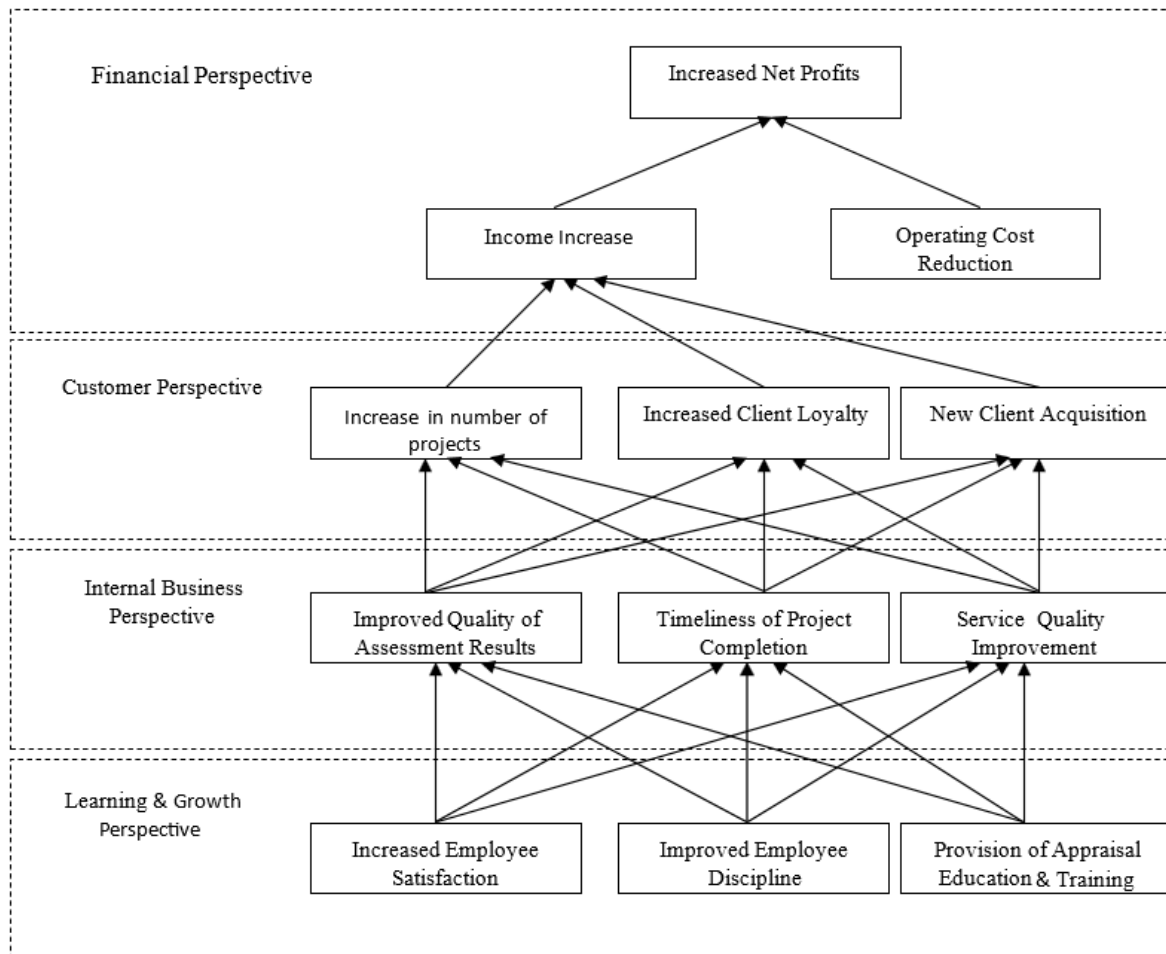 Financial Perspective
Increased Net Profits
Income Increase
Operating Cost
Reduction
Customer Perspective
Increase in number of
projects
Increased Client Loyalty
New Client Acquisition
Internal Business
Perspective
Improved Quality of
Assessment Results
Timeliness of Project
Completion
Service Quality
Improvement
Learning & Growth
Perspective
Increased Employee
Satisfaction
Improved Employee
Discipline
Provision of Appraisal
Education & Training